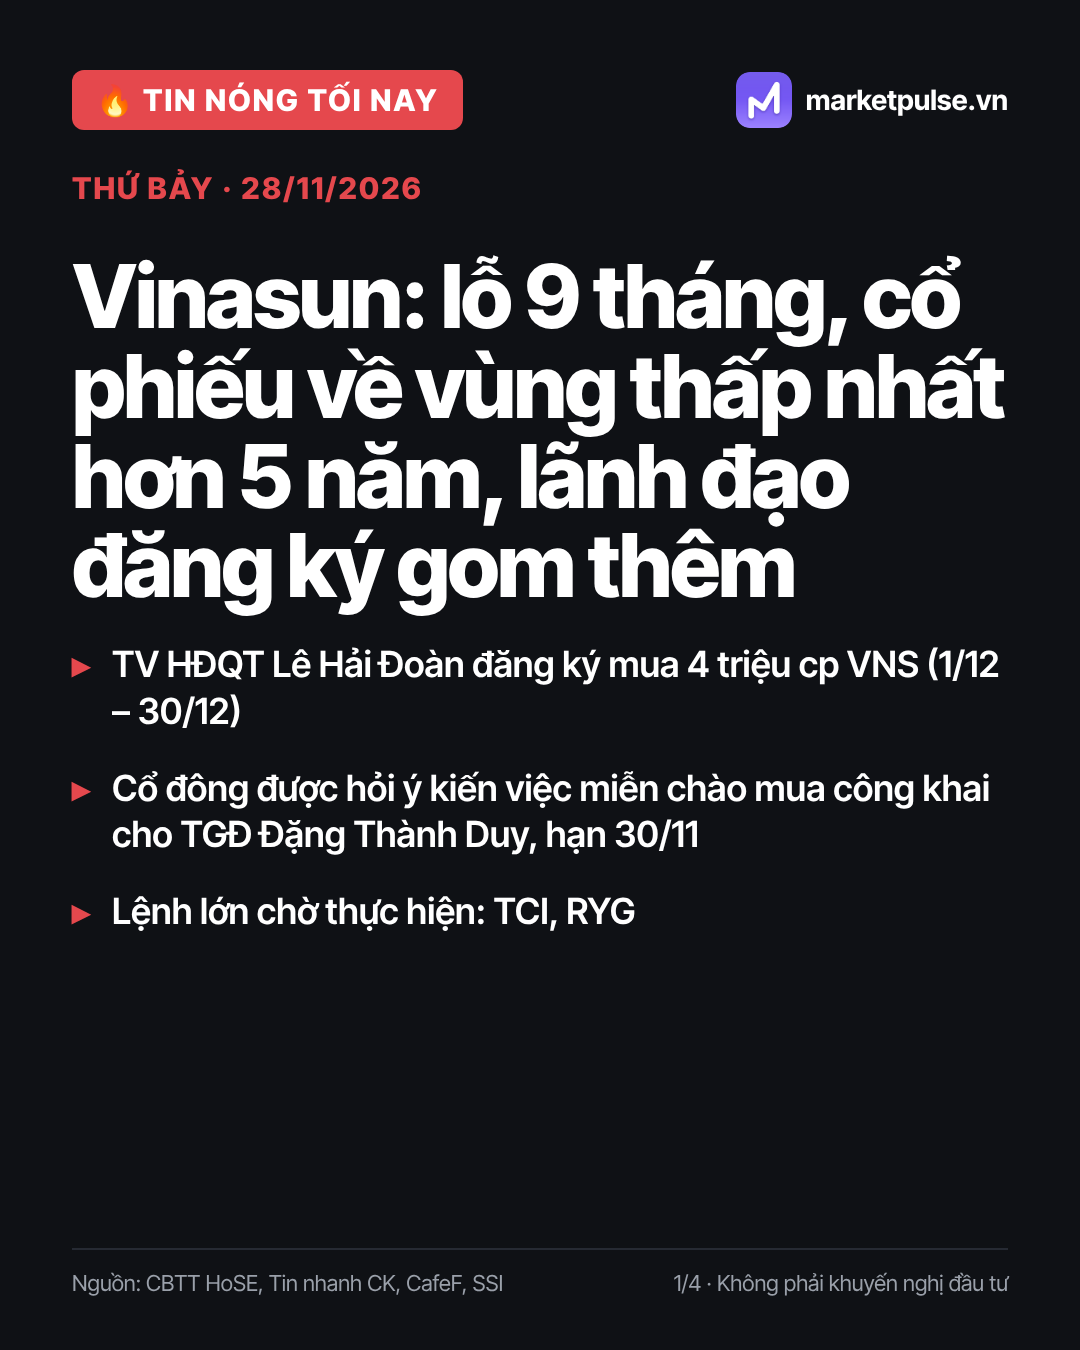 🔥 TIN NÓNG TỐI NAY
marketpulse.vn
THỨ BẢY · 28/11/2026
Vinasun: lỗ 9 tháng, cổ
phiếu về vùng thấp nhất
hơn 5 năm, lãnh đạo
đăng ký gom thêm
▶ TV HĐQT Lê Hải Đoàn đăng ký mua 4 triệu cp VNS (1/12
– 30/12)
▶ Cổ đông được hỏi ý kiến việc miễn chào mua công khai
cho TGĐ Đặng Thành Duy, hạn 30/11
▶ Lệnh lớn chờ thực hiện: TCI, RYG
Nguồn: CBTT HoSE, Tin nhanh CK, CafeF, SSI
1/4 · Không phải khuyến nghị đầu tư